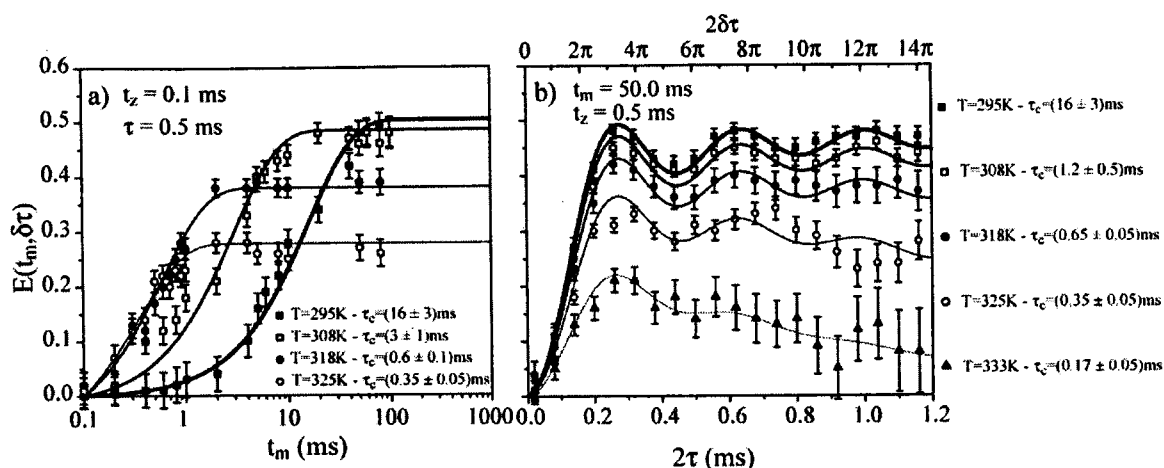 2δτ
0 2π 4π 6π 8π 10π 12π 14π
E(t_m,δτ)
0.6
0.5
0.4
0.3
0.2
0.1
0.0
a) t_z = 0.1 ms
τ = 0.5 ms
T=295K - τ_c=(16 ± 3)ms
T=308K - τ_c=(3 ± 1)ms
T=318K - τ_c=(0.6 ± 0.1)ms
T=325K - τ_c=(0.35 ± 0.05)ms
0.1 1 10 100 1000
t_m (ms)
b) t_m = 50.0 ms
t_z = 0.5 ms
0.0 0.2 0.4 0.6 0.8 1.0 1.2
2τ (ms)
T=295K - τ_c=(16 ± 3)ms
T=308K - τ_c=(1.2 ± 0.5)ms
T=318K - τ_c=(0.65 ± 0.05)ms
T=325K - τ_c=(0.35 ± 0.05)ms
T=333K - τ_c=(0.17 ± 0.05)ms